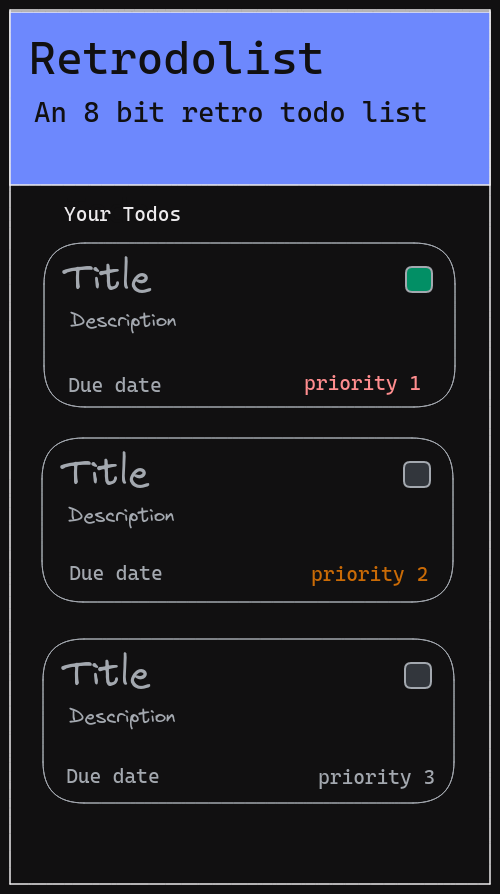 Retrodolist
An 8 bit retro todo list
Your Todos
Title
Description
Due date priority 1
Title
Description
Due date priority 2
Title
Description
Due date priority 3